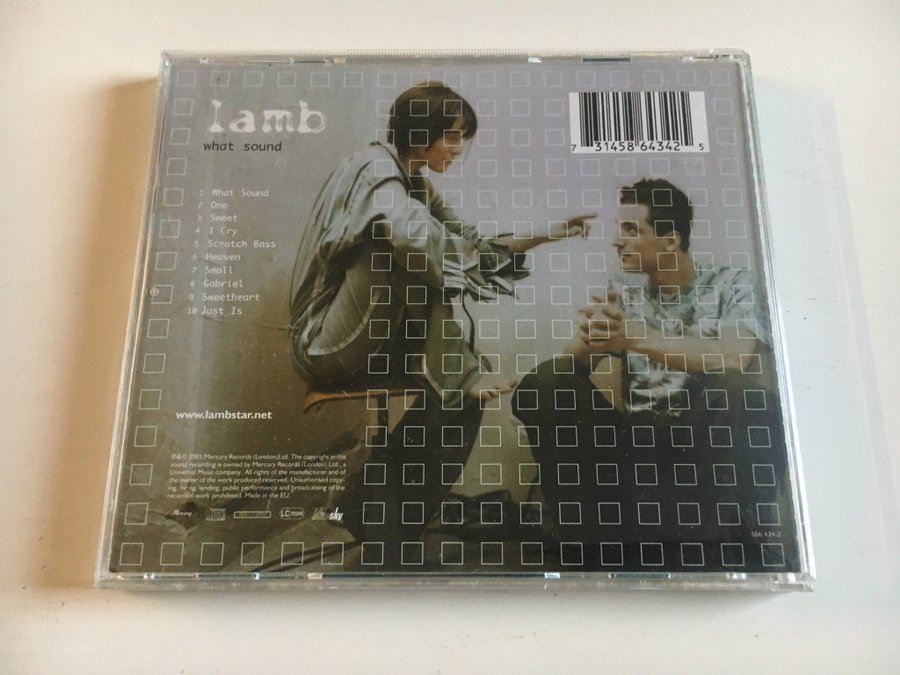 lamb
what sound
7 31458 64342 5
1 What Sound
2 One
3 Sweet
4 I Cry
5 Scratch Bass
6 Heaven
7 Small
8 Gabriel
9 Sweetheart
10 Just Is
www.lambstar.net
℗&© 2001 Mercury Records (London)Ltd. The copyright in this
sound recording is owned by Mercury Records (London) Ltd., a
Universal Music-company. All rights of the manufacturer and of
the owner of the work produced reserved. Unauthorised copy-
ing, hiring, lending, public performance and broadcasting of the
recorded work prohibited. Made in the EU
Mercury
LC 00268
bluesky
586 434-2